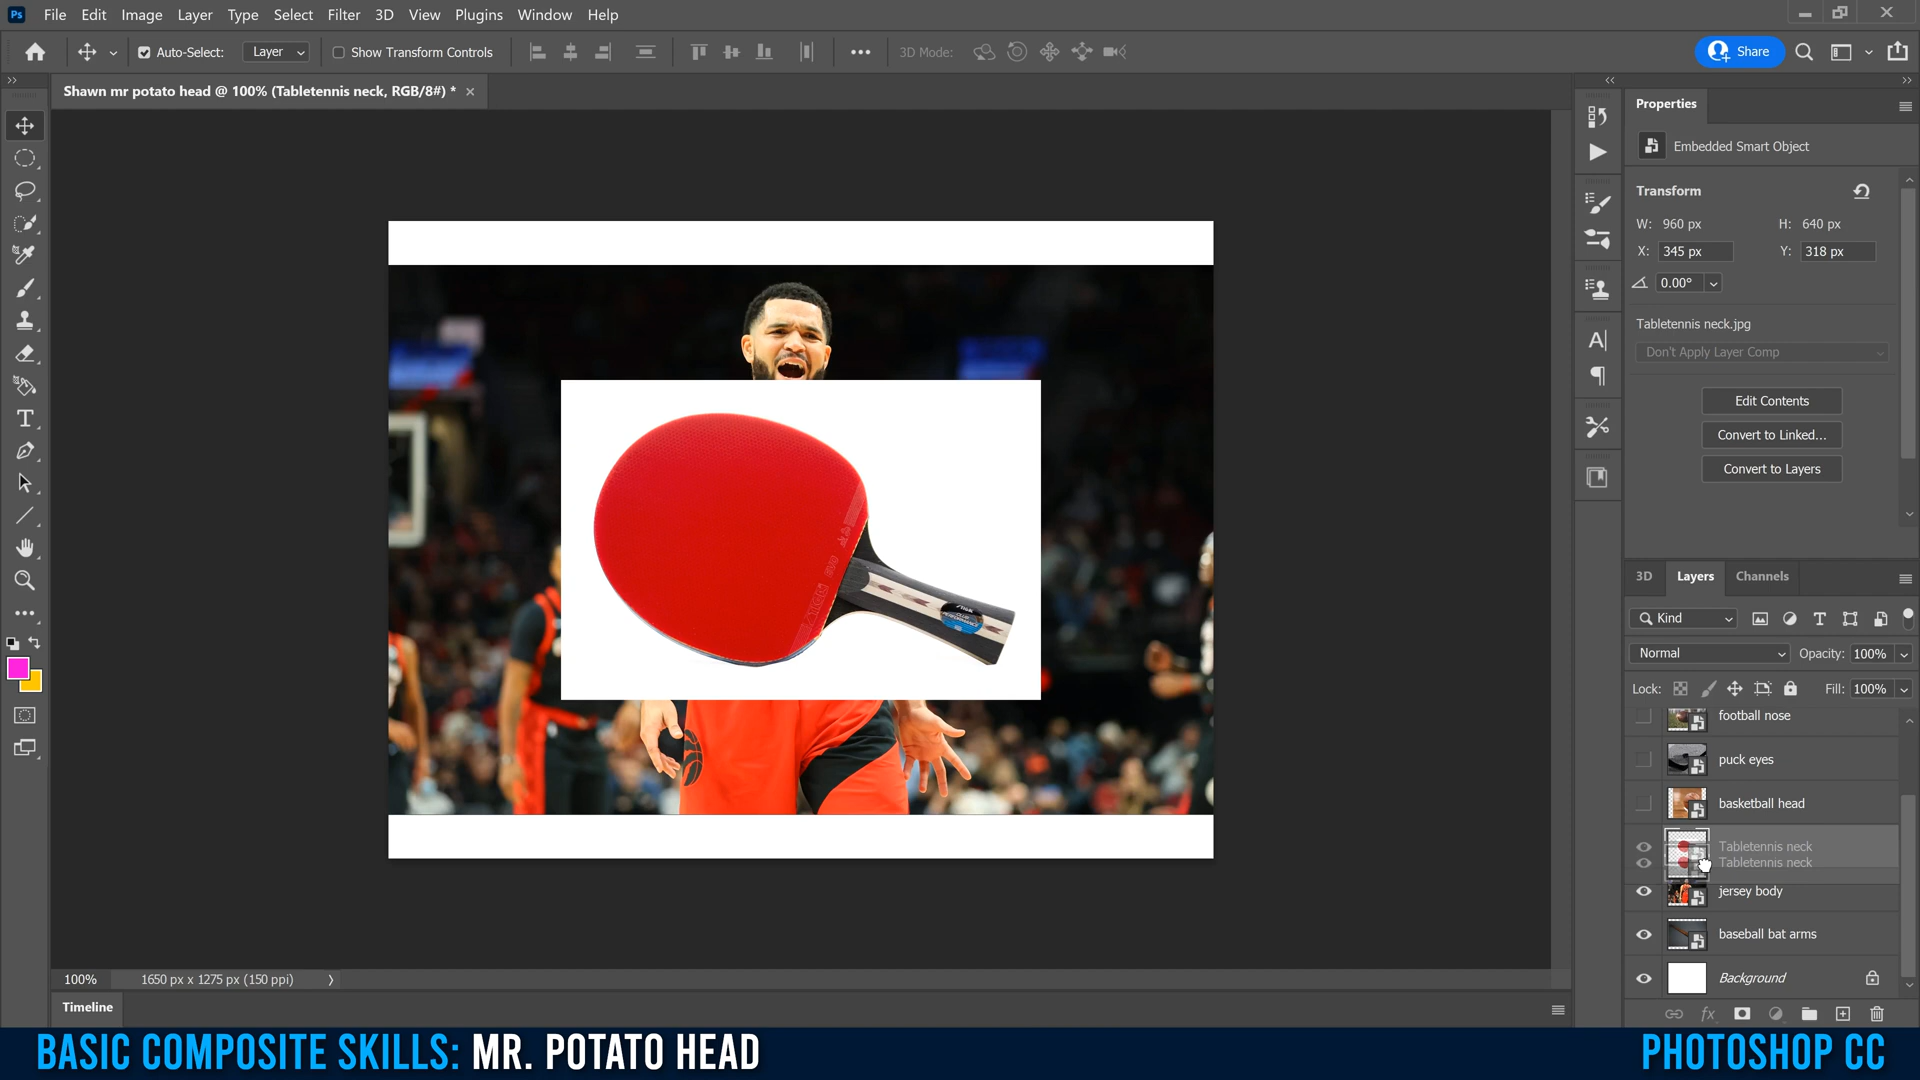 File Edit Image Layer Type Select Filter 3D View Plugins Window Help
Auto-Select: Layer Show Transform Controls 3D Mode: Share
Shawn mr potato head @ 100% (Tabletennis neck, RGB/8#) *
Properties
Embedded Smart Object
Transform
W: 960 px H: 640 px
X: 345 px Y: 318 px
0.00°
Tabletennis neck.jpg
Don't Apply Layer Comp
Edit Contents
Convert to Linked...
Convert to Layers
3D Layers Channels
Kind
Normal Opacity: 100%
Lock: Fill: 100%
football nose
puck eyes
basketball head
Tabletennis neck
Tabletennis neck
jersey body
baseball bat arms
Background
100% 1650 px x 1275 px (150 ppi)
Timeline
BASIC COMPOSITE SKILLS: MR. POTATO HEAD
PHOTOSHOP CC